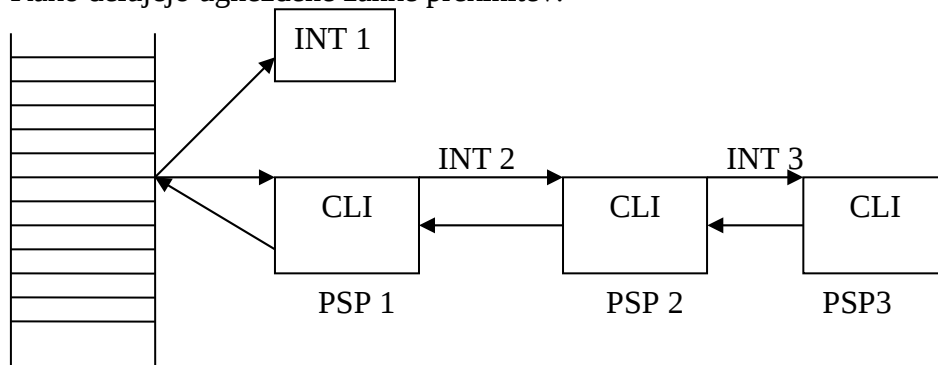 INT 1
INT 2
INT 3
CLI
CLI
CLI
PSP 1
PSP 2
PSP3